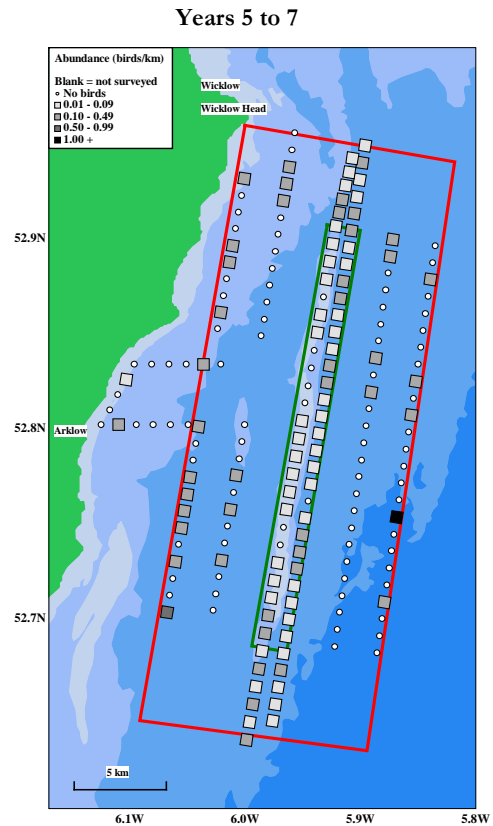 Years 5 to 7
Abundance (birds/km)
Blank = not surveyed
No birds
0.01 - 0.09
0.10 - 0.49
0.50 - 0.99
1.00 +
Wicklow
Wicklow Head
52.9N
52.8N
Arklow
52.7N
5 km
6.1W 6.0W 5.9W 5.8W